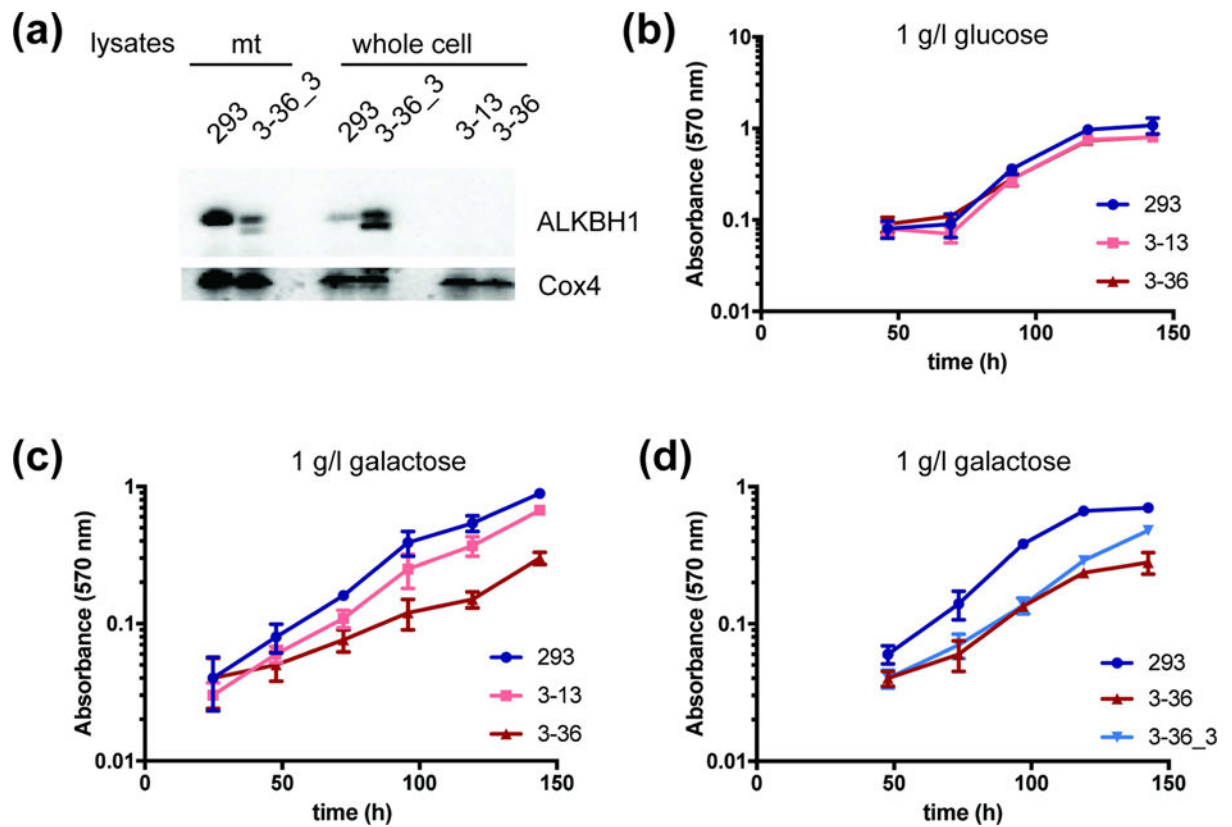 (a)
lysates mt whole cell
293 3-36_3 293 3-36_3 3-13 3-36
ALKBH1
Cox4
(b)
1 g/l glucose
Absorbance (570 nm)
10
1
0.1
0.01
0 50 100 150
time (h)
293
3-13
3-36
(c)
1 g/l galactose
Absorbance (570 nm)
1
0.1
0.01
0 50 100 150
time (h)
293
3-13
3-36
(d)
1 g/l galactose
Absorbance (570 nm)
1
0.1
0.01
0 50 100 150
time (h)
293
3-36
3-36_3